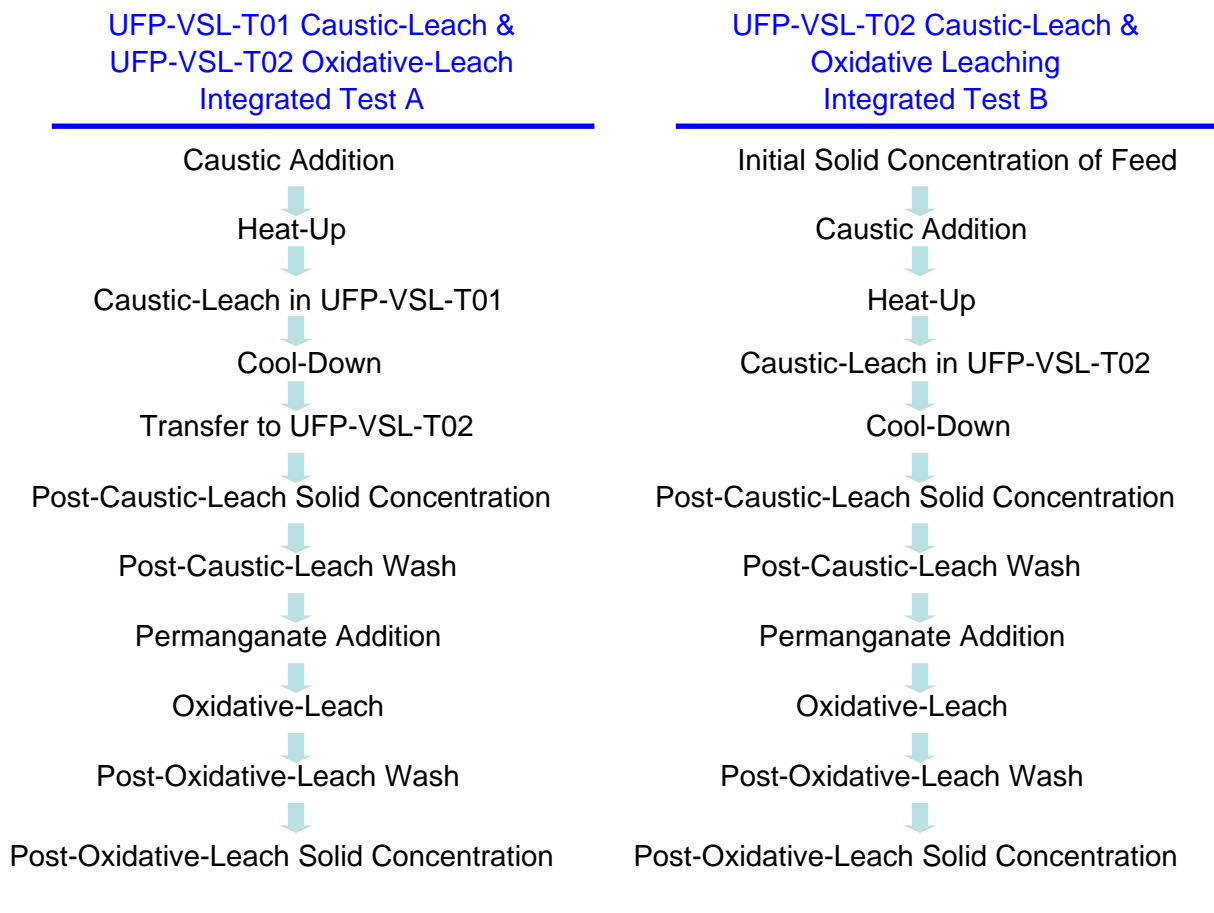 UFP-VSL-T01 Caustic-Leach &
UFP-VSL-T02 Oxidative-Leach
Integrated Test A
Caustic Addition
Heat-Up
Caustic-Leach in UFP-VSL-T01
Cool-Down
Transfer to UFP-VSL-T02
Post-Caustic-Leach Solid Concentration
Post-Caustic-Leach Wash
Permanganate Addition
Oxidative-Leach
Post-Oxidative-Leach Wash
Post-Oxidative-Leach Solid Concentration
UFP-VSL-T02 Caustic-Leach &
Oxidative Leaching
Integrated Test B
Initial Solid Concentration of Feed
Caustic Addition
Heat-Up
Caustic-Leach in UFP-VSL-T02
Cool-Down
Post-Caustic-Leach Solid Concentration
Post-Caustic-Leach Wash
Permanganate Addition
Oxidative-Leach
Post-Oxidative-Leach Wash
Post-Oxidative-Leach Solid Concentration